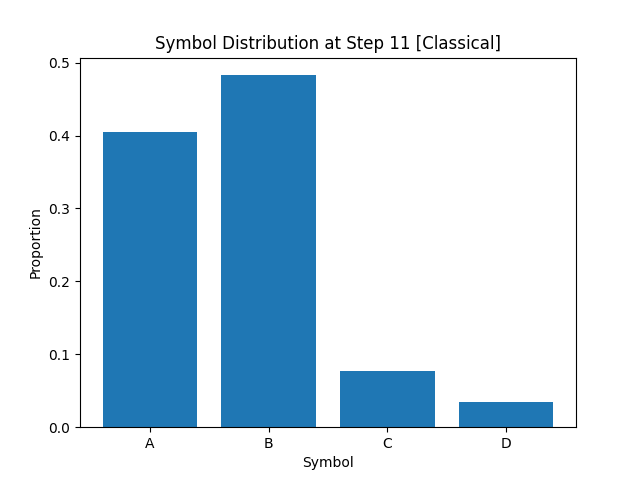 Symbol Distribution at Step 11 [Classical]
0.5
0.4
0.3
0.2
0.1
0.0
Proportion
A B C D
Symbol